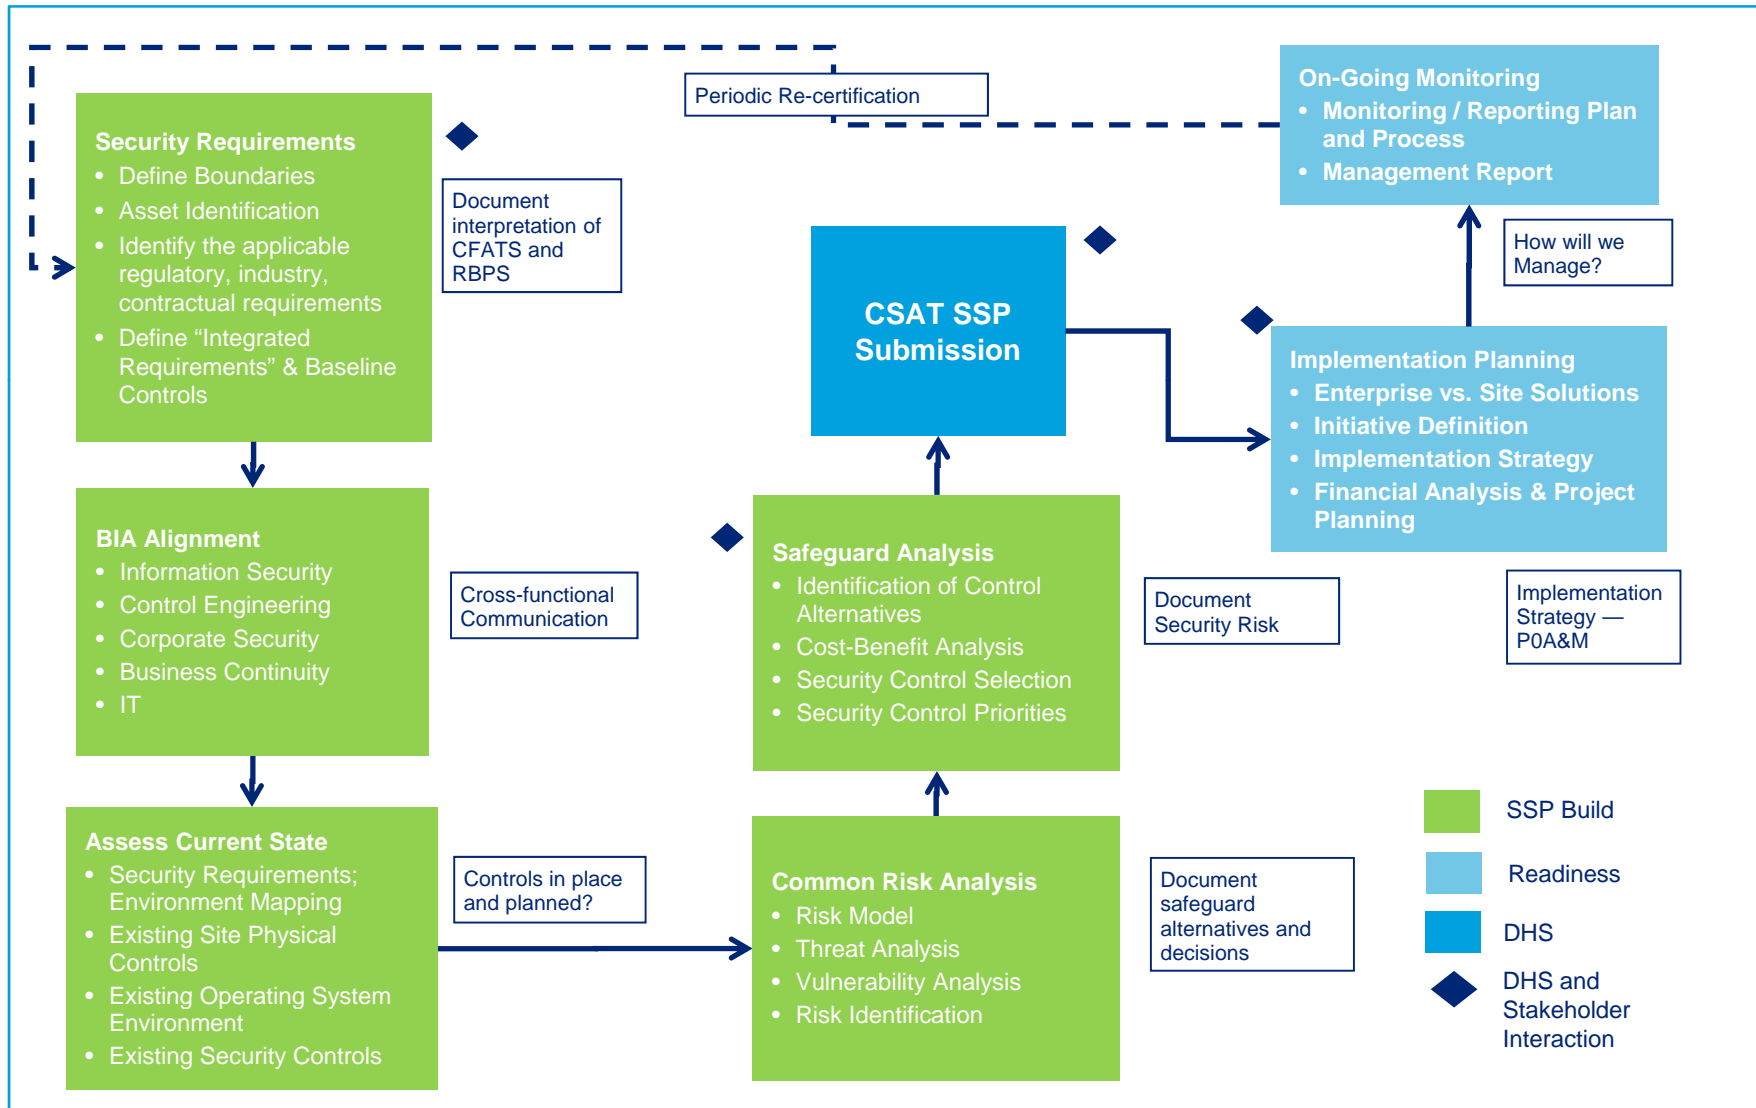 Periodic Re-certification
Security Requirements
• Define Boundaries
• Asset Identification
• Identify the applicable
regulatory, industry,
contractual requirements
• Define “Integrated
Requirements” & Baseline
Controls
Document
interpretation of
CFATS and
RBPS
BIA Alignment
• Information Security
• Control Engineering
• Corporate Security
• Business Continuity
• IT
Cross-functional
Communication
Assess Current State
• Security Requirements;
Environment Mapping
• Existing Site Physical
Controls
• Existing Operating System
Environment
• Existing Security Controls
Controls in place
and planned?
Common Risk Analysis
• Risk Model
• Threat Analysis
• Vulnerability Analysis
• Risk Identification
Document
safeguard
alternatives and
decisions
Safeguard Analysis
• Identification of Control
Alternatives
• Cost-Benefit Analysis
• Security Control Selection
• Security Control Priorities
Document
Security Risk
CSAT SSP
Submission
Implementation Planning
• Enterprise vs. Site Solutions
• Initiative Definition
• Implementation Strategy
• Financial Analysis & Project
Planning
Implementation
Strategy —
P0A&M
How will we
Manage?
On-Going Monitoring
• Monitoring / Reporting Plan
and Process
• Management Report
SSP Build
Readiness
DHS
DHS and
Stakeholder
Interaction